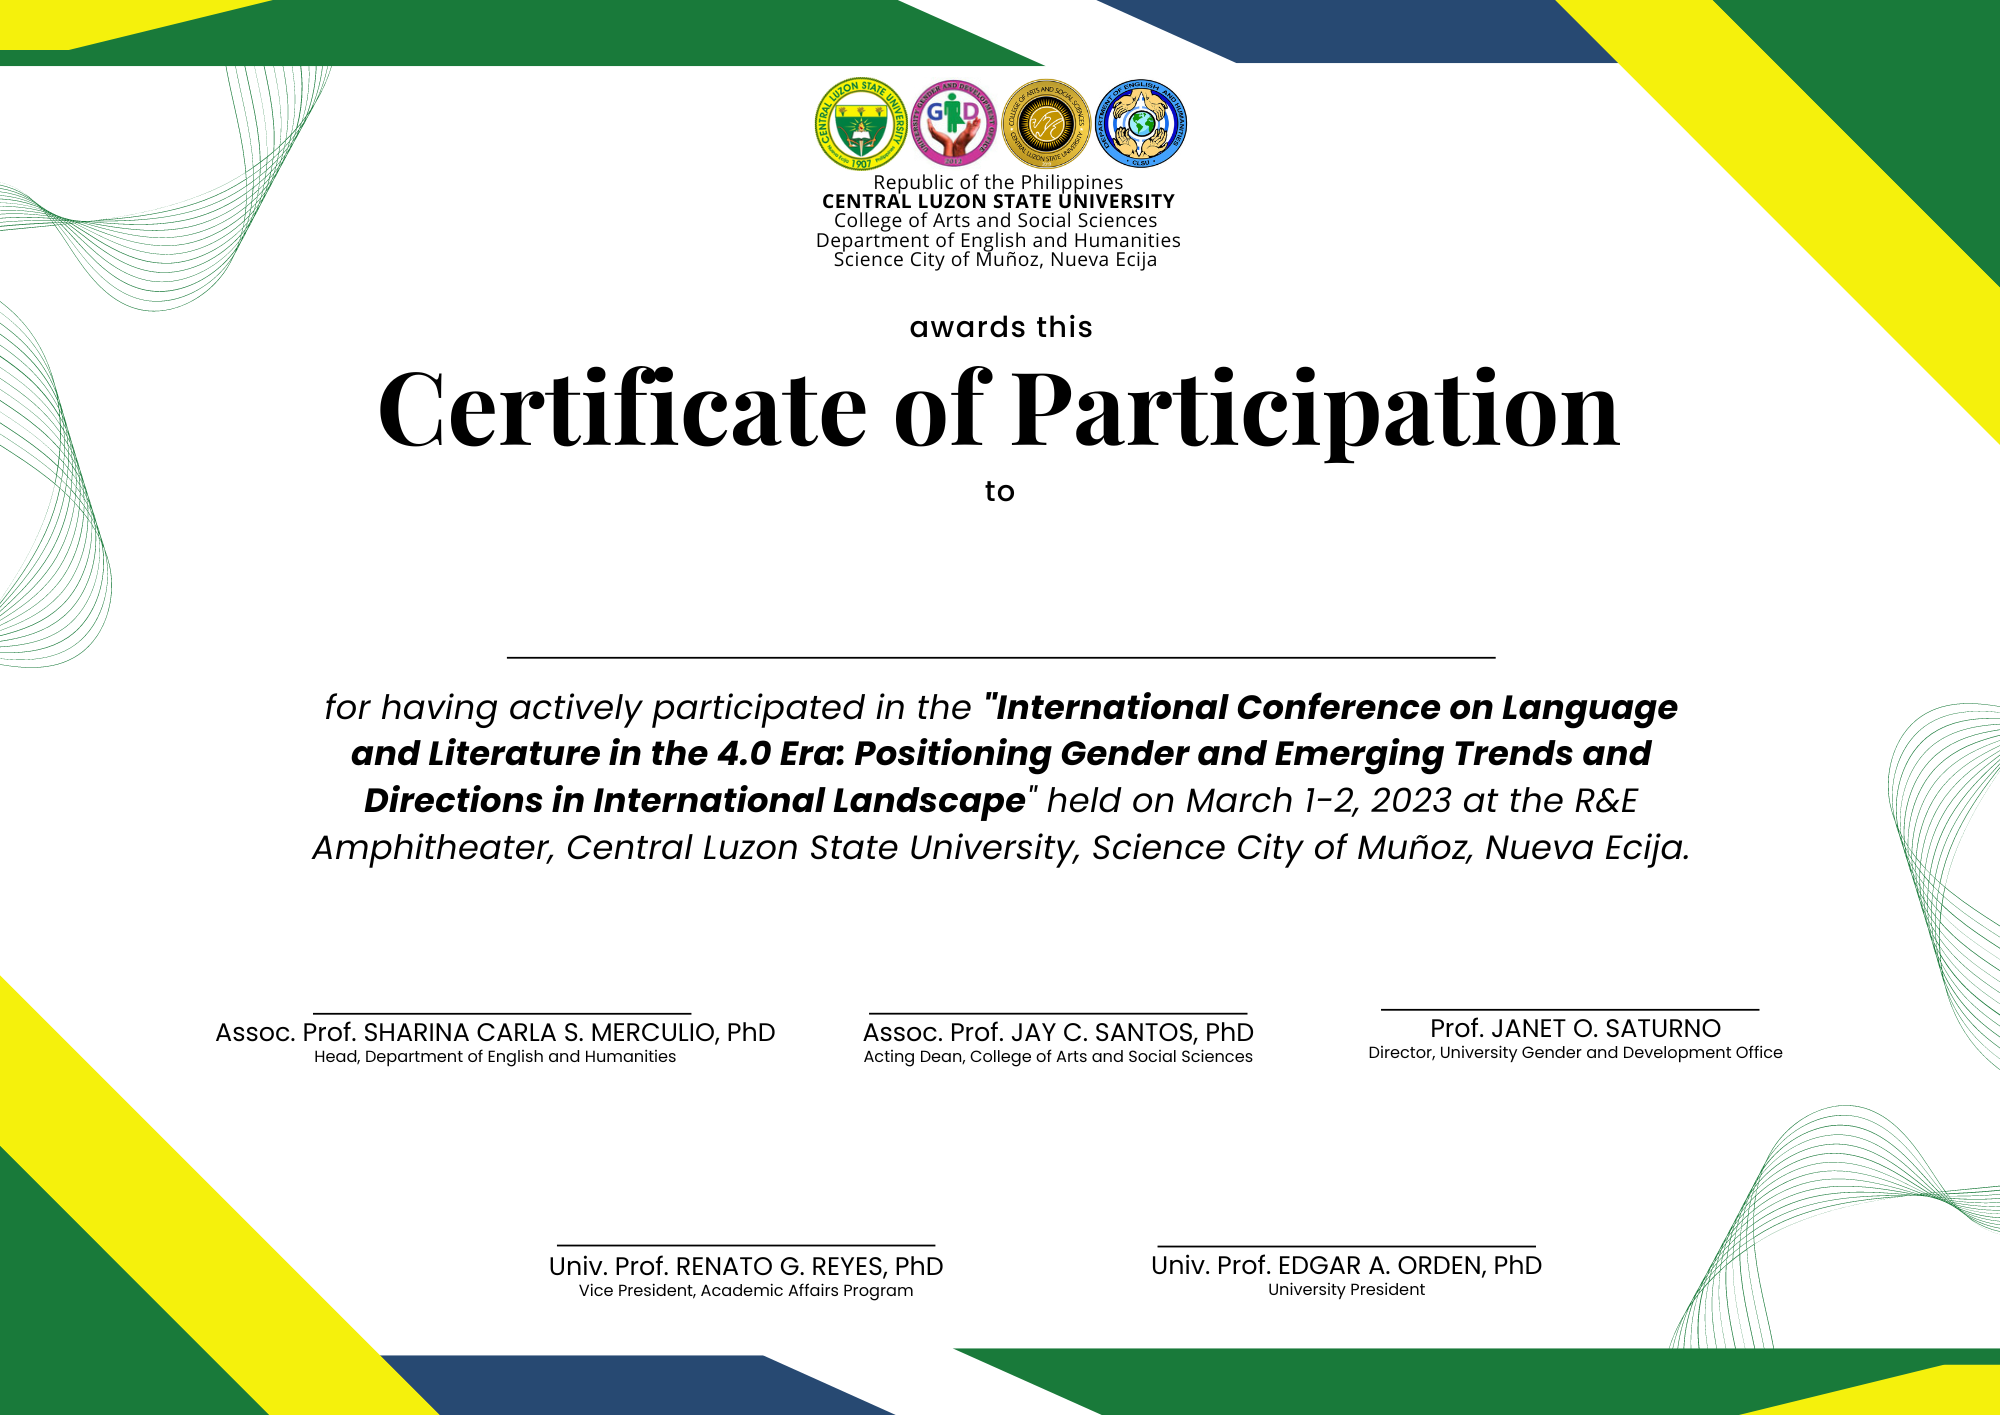 CENTRAL LUZON STATE UNIVERSITY
1907
UNIVERSITY GENDER AND DEVELOPMENT OFFICE
GAD
COLLEGE OF ARTS AND SOCIAL SCIENCES
CENTRAL LUZON STATE UNIVERSITY
DEPARTMENT OF ENGLISH AND HUMANITIES
CLSU
Republic of the Philippines
CENTRAL LUZON STATE UNIVERSITY
College of Arts and Social Sciences
Department of English and Humanities
Science City of Muñoz, Nueva Ecija
awards this
Certificate of Participation
to
for having actively participated in the "International Conference on Language
and Literature in the 4.0 Era: Positioning Gender and Emerging Trends and
Directions in International Landscape" held on March 1-2, 2023 at the R&E
Amphitheater, Central Luzon State University, Science City of Muñoz, Nueva Ecija.
Assoc. Prof. SHARINA CARLA S. MERCULIO, PhD
Head, Department of English and Humanities
Assoc. Prof. JAY C. SANTOS, PhD
Acting Dean, College of Arts and Social Sciences
Prof. JANET O. SATURNO
Director, University Gender and Development Office
Univ. Prof. RENATO G. REYES, PhD
Vice President, Academic Affairs Program
Univ. Prof. EDGAR A. ORDEN, PhD
University President